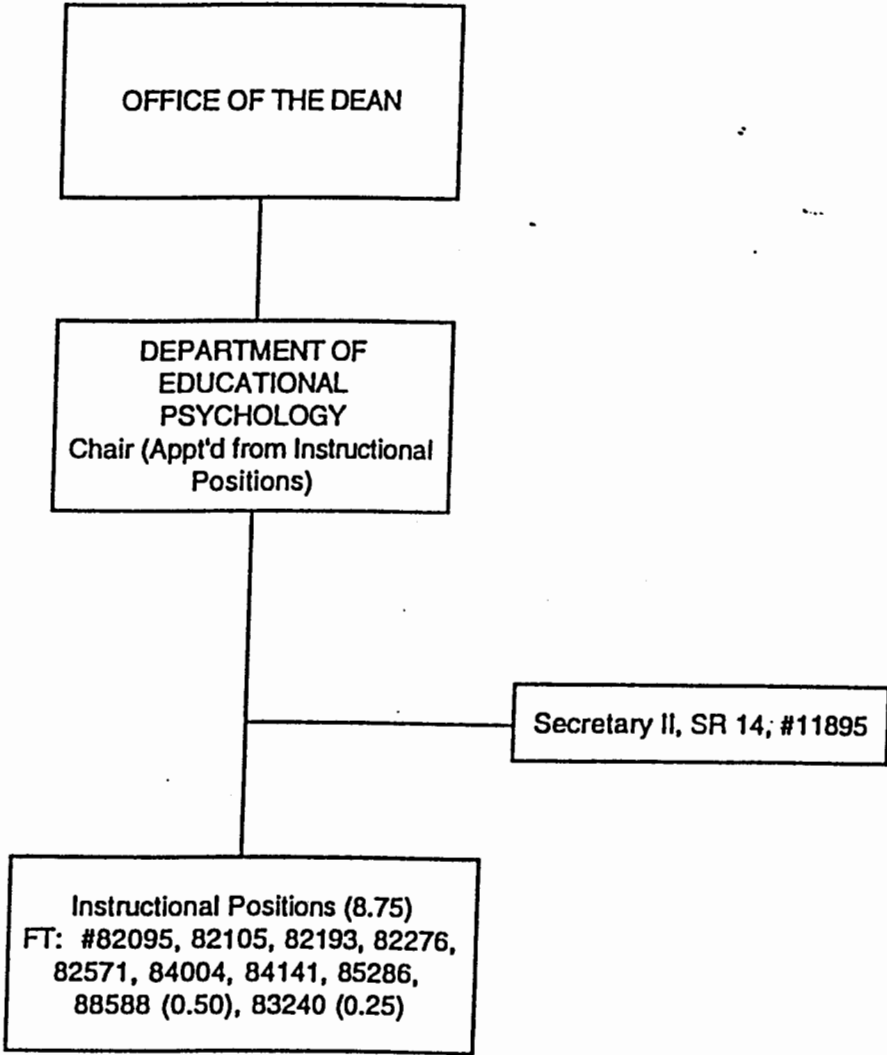 OFFICE OF THE DEAN
DEPARTMENT OF
EDUCATIONAL
PSYCHOLOGY
Chair (Appt'd from Instructional
Positions)
Secretary II, SR 14, #11895
Instructional Positions (8.75)
FT: #82095, 82105, 82193, 82276,
82571, 84004, 84141, 85286,
88588 (0.50), 83240 (0.25)